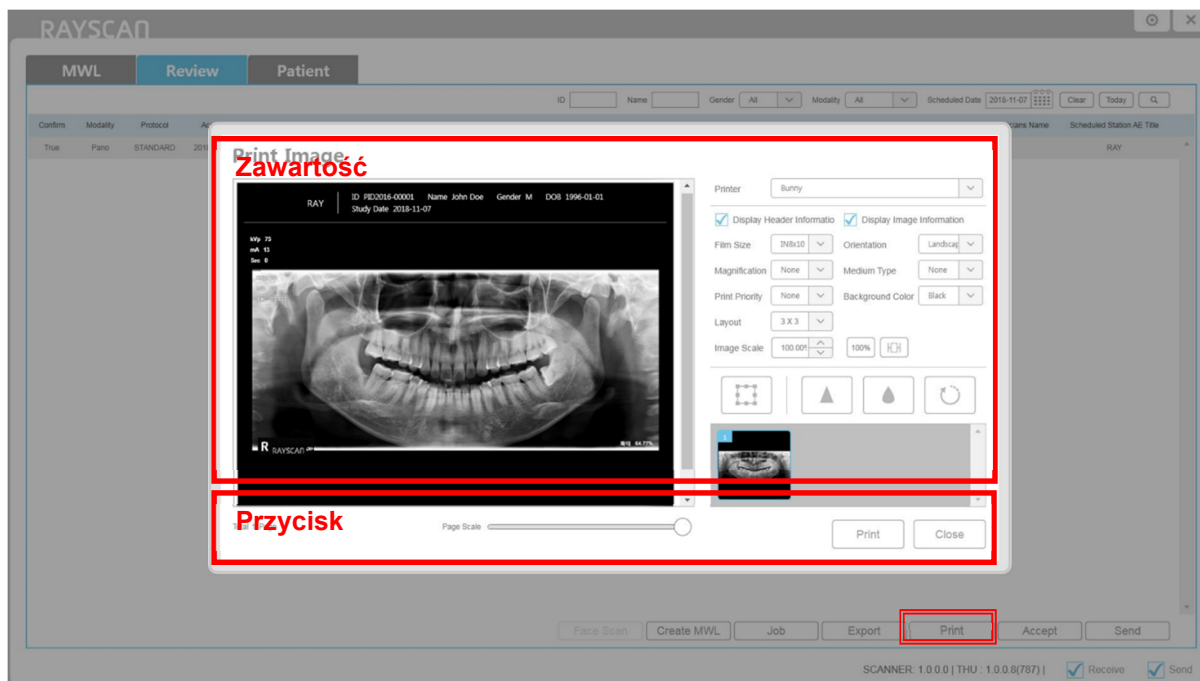 RAYSCAN
MWL Review Patient
ID Name Gender All Modality All Scheduled Date 2018-11-07 Clear Today
Confirm Modality Protocol Name Scheduled Station AE Title
True Pano STANDARD RAY
Print Image
Zawartość
RAY
ID PID2016-00001 Name John Doe Gender M DOB 1996-01-01
Study Date 2018-11-07
kVp 73
mA 13
Sec 0
R RAYSCAN
64.77%
Printer Bunny
Display Header Informatio Display Image Information
Film Size IN8x10 Orientation Landscap
Magnification None Medium Type None
Print Priority None Background Color Black
Layout 3 X 3
Image Scale 100.00% 100%
1
Przycisk
Page Scale
Print Close
Face Scan Create MWL Job Export Print Accept Send
SCANNER: 1.0.0.0 | THU : 1.0.0.8(787) | Receive Send